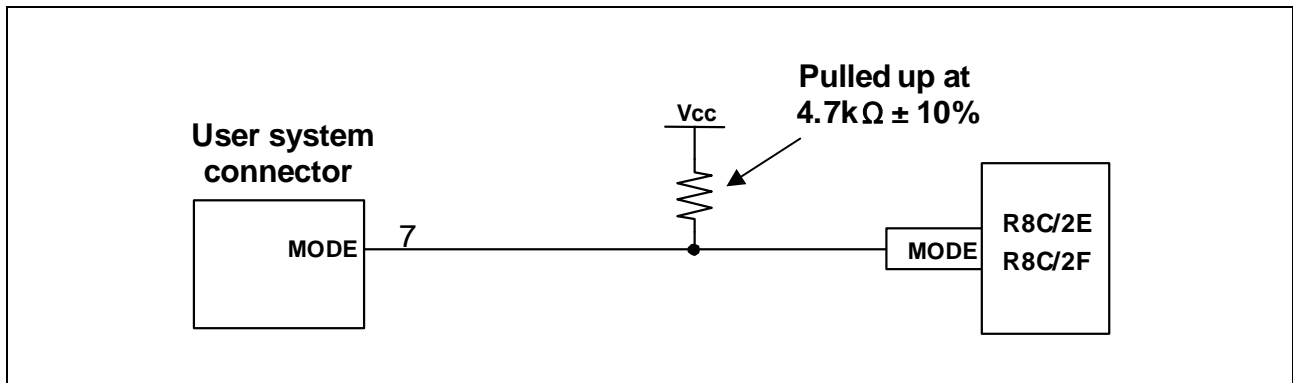 Pulled up at
4.7kΩ ± 10%
Vcc
User system
connector
MODE
7
MODE
R8C/2E
R8C/2F